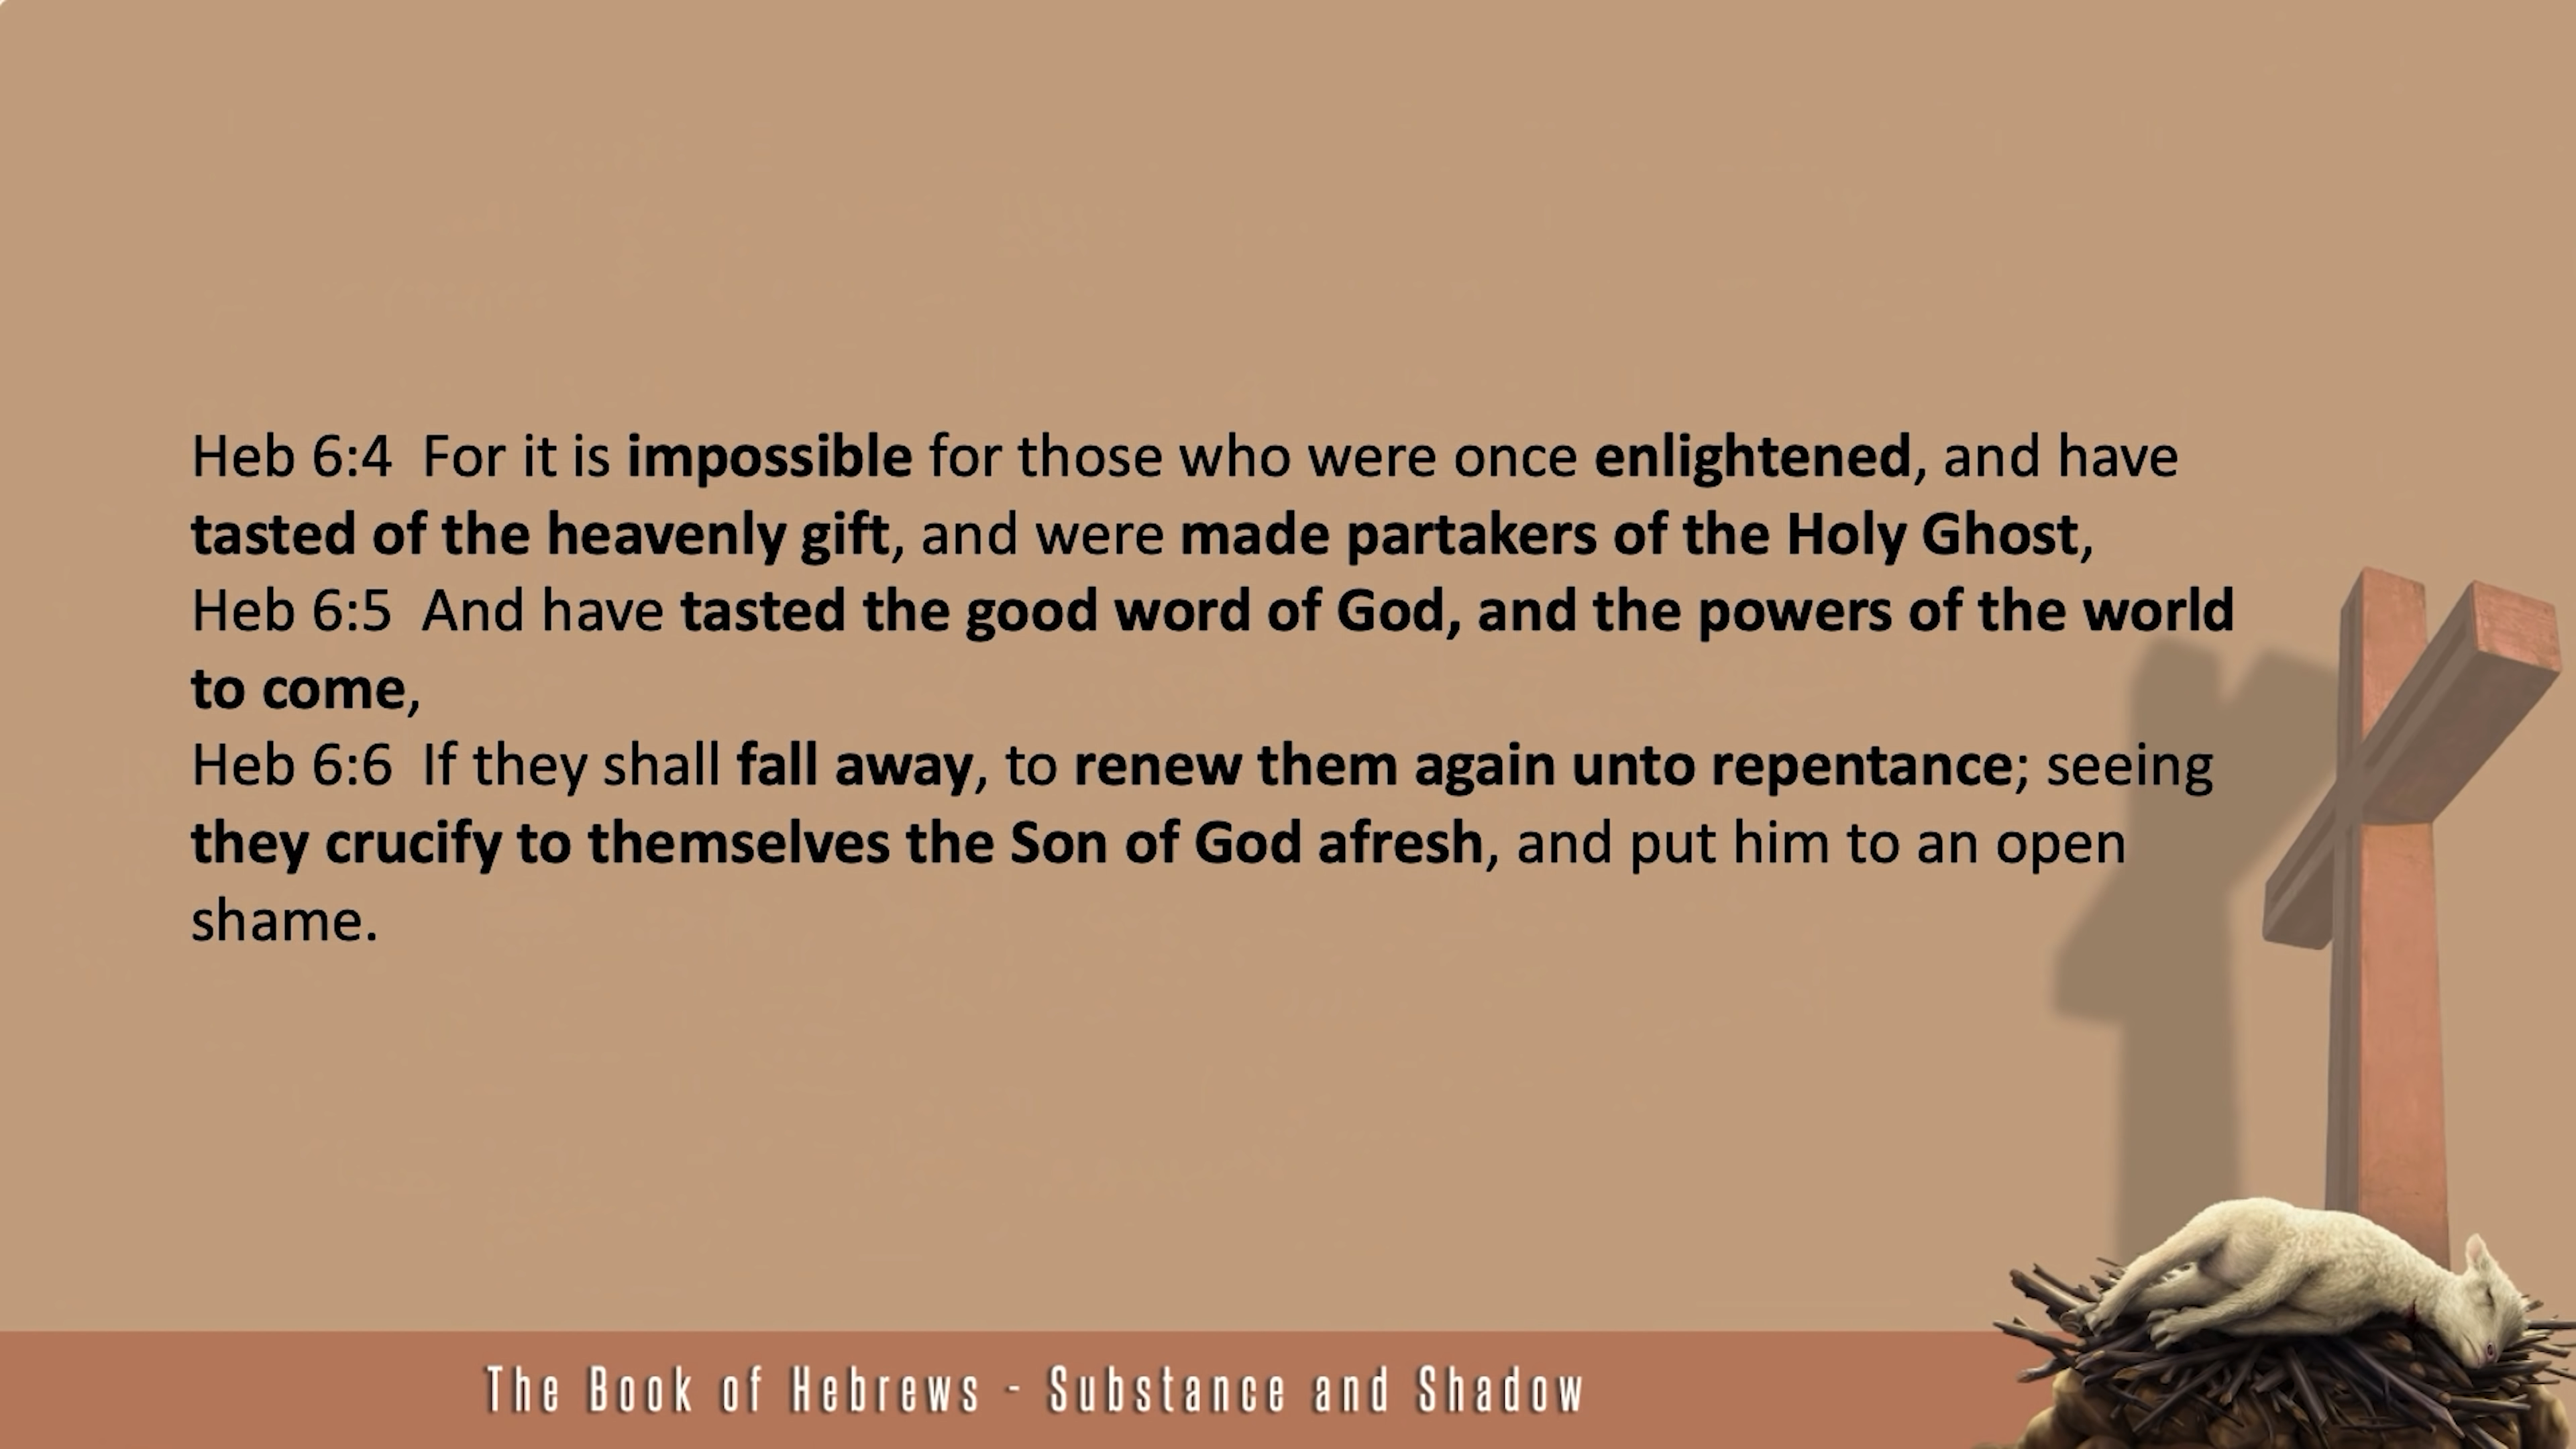 Heb 6:4  For it is impossible for those who were once enlightened, and have
tasted of the heavenly gift, and were made partakers of the Holy Ghost,
Heb 6:5  And have tasted the good word of God, and the powers of the world
to come,
Heb 6:6  If they shall fall away, to renew them again unto repentance; seeing
they crucify to themselves the Son of God afresh, and put him to an open
shame.
The Book of Hebrews - Substance and Shadow